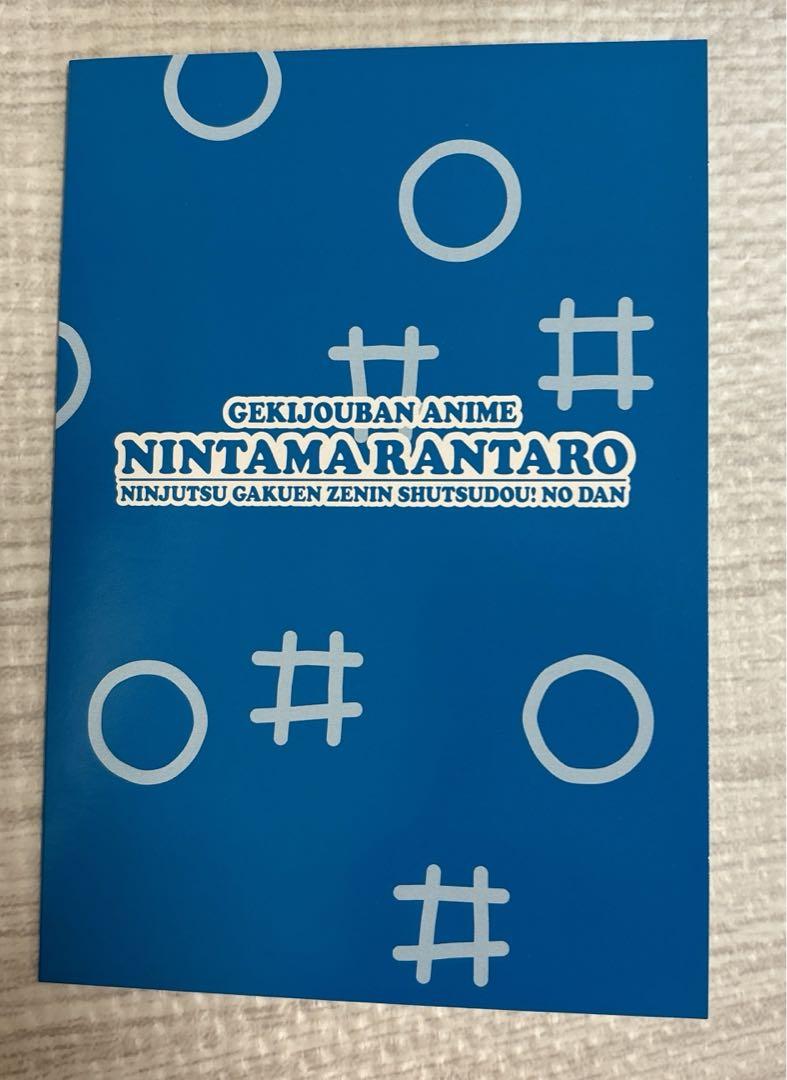 GEKIJOUBAN ANIME
NINTAMA RANTARO
NINJUTSU GAKUEN ZENIN SHUTSUDOU! NO DAN